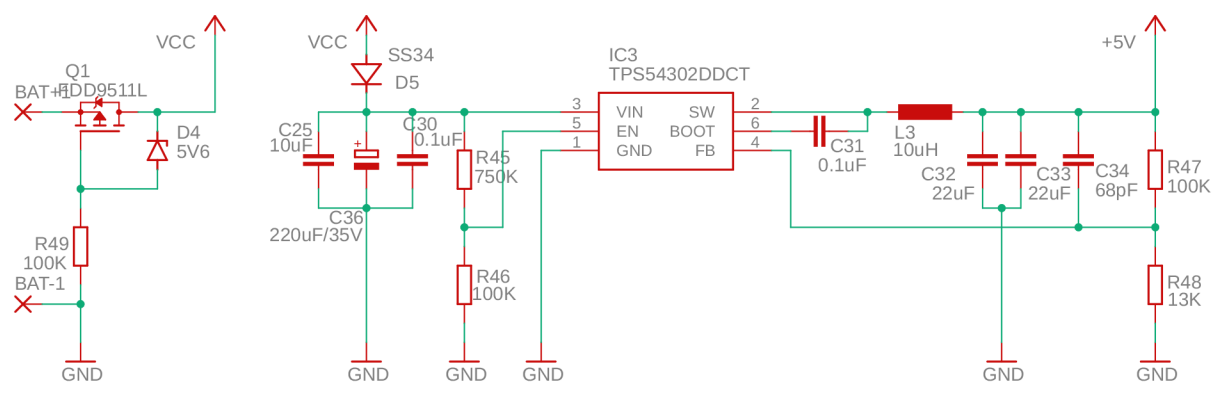 VCC
Q1
BAT+1
FDD9511L
D4
5V6
R49
100K
BAT-1
GND
VCC
SS34
D5
C25
10uF
C30
0.1uF
+
C36
220uF/35V
GND
R45
750K
R46
100K
GND
GND
IC3
TPS54302DDCT
3 VIN SW 2
5 EN BOOT 6
1 GND FB 4
C31
0.1uF
L3
10uH
+5V
C32
22uF
C33
22uF
C34
68pF
R47
100K
R48
13K
GND
GND